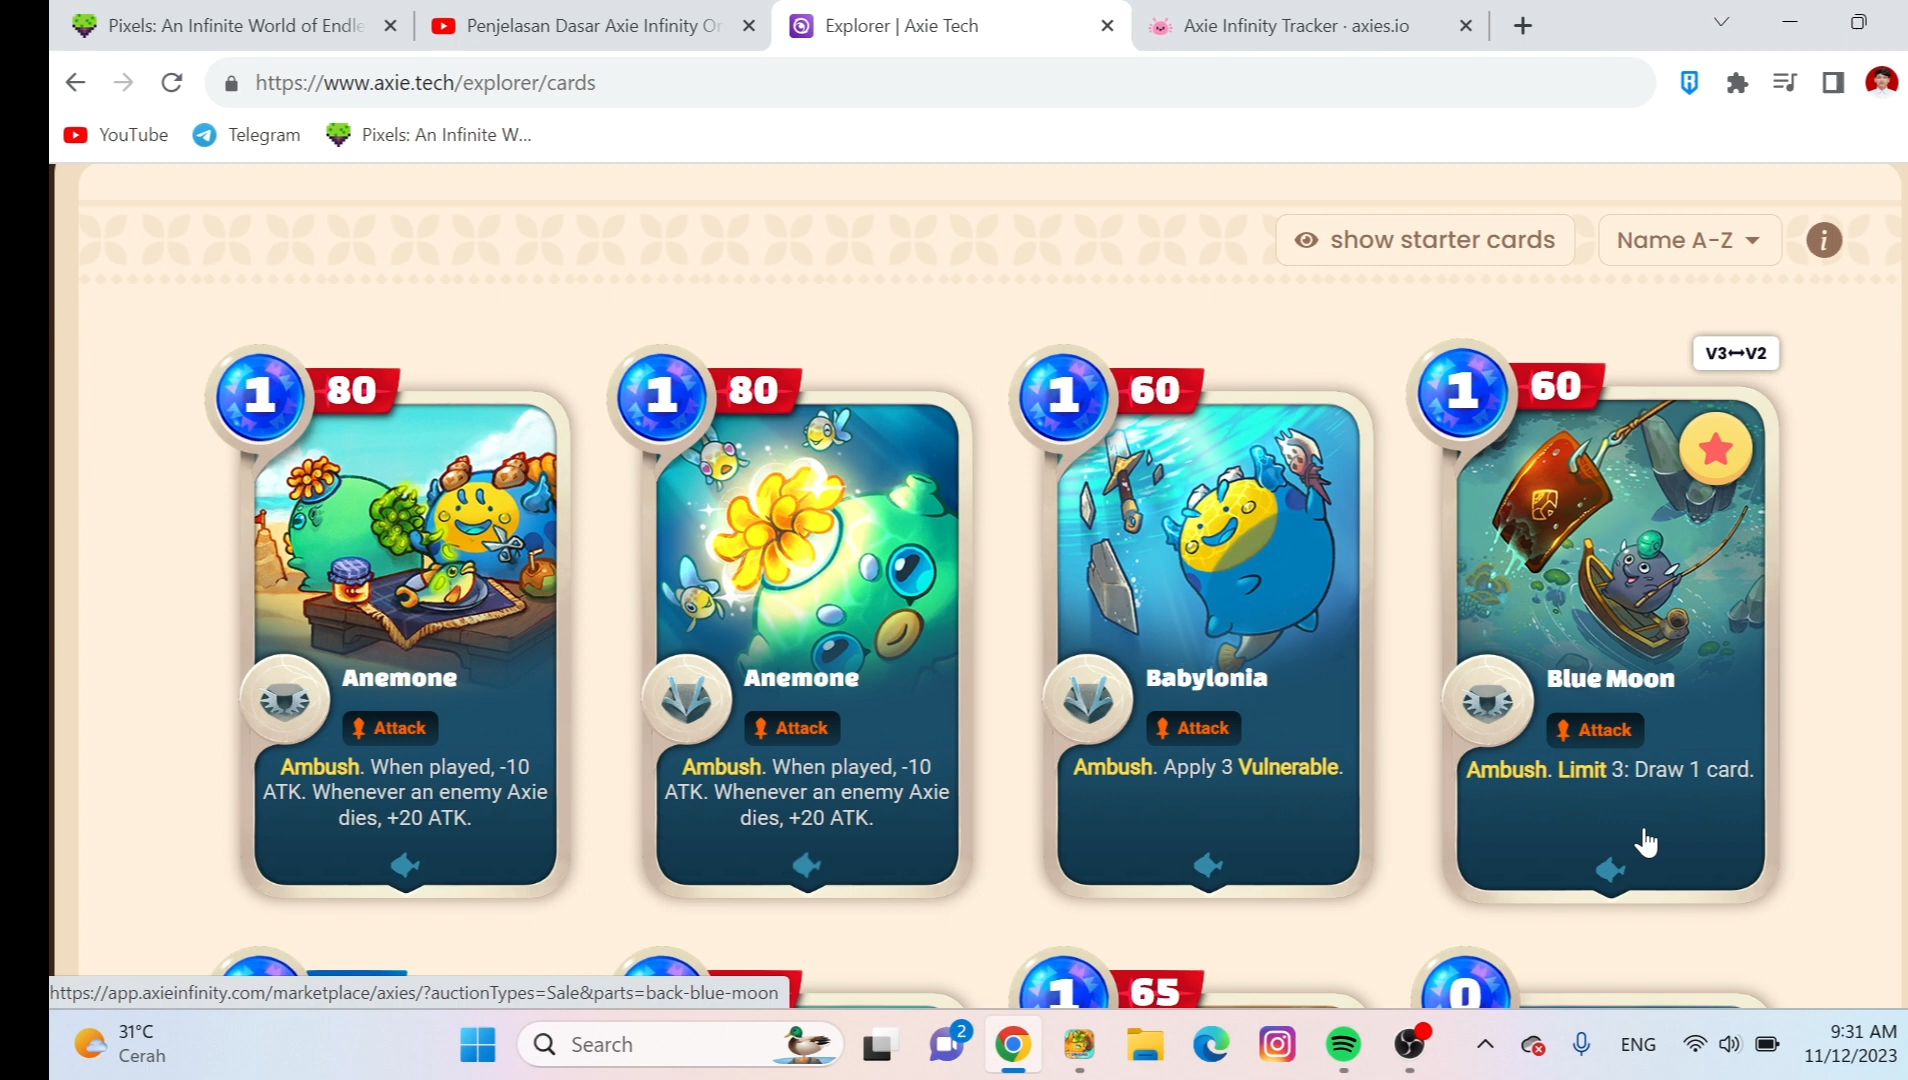 Pixels: An Infinite World of Endle
Penjelasan Dasar Axie Infinity Or
Explorer | Axie Tech
Axie Infinity Tracker · axies.io
https://www.axie.tech/explorer/cards
YouTube
Telegram
Pixels: An Infinite W...
show starter cards
Name A-Z
i
V3↔V2
1 80
Anemone
Attack
Ambush. When played, -10
ATK. Whenever an enemy Axie
dies, +20 ATK.
1 80
Anemone
Attack
Ambush. When played, -10
ATK. Whenever an enemy Axie
dies, +20 ATK.
1 60
Babylonia
Attack
Ambush. Apply 3 Vulnerable.
1 60
Blue Moon
Attack
Ambush. Limit 3: Draw 1 card.
1 65
0
https://app.axieinfinity.com/marketplace/axies/?auctionTypes=Sale&parts=back-blue-moon
31°C
Cerah
Search
2
ENG
9:31 AM
11/12/2023